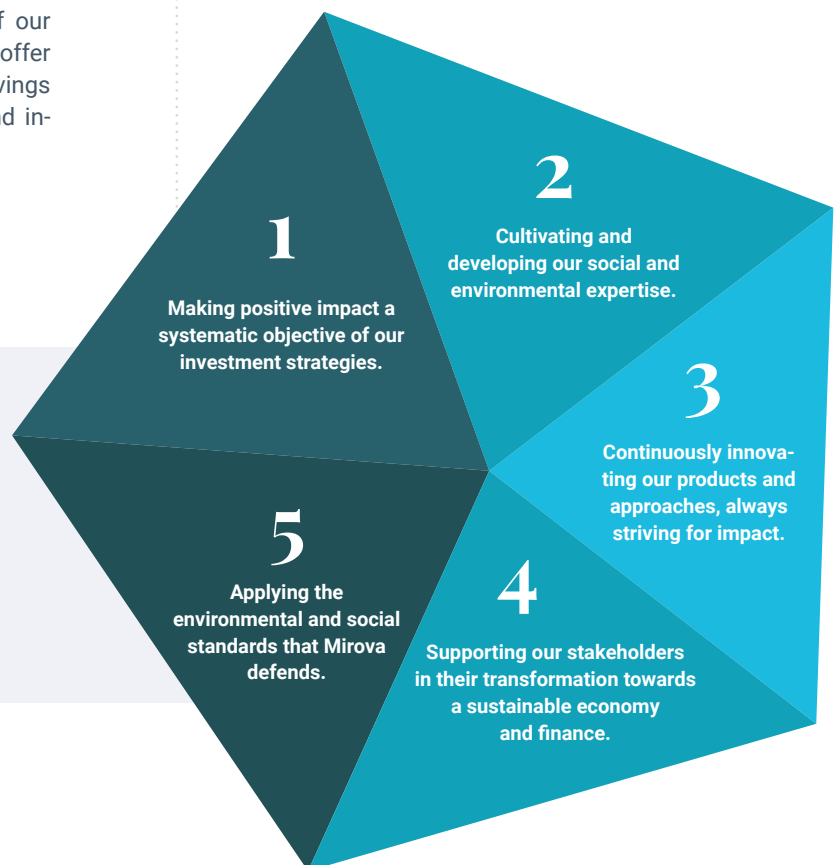 f our
offer
vings
nd in-
1
Making positive impact a
systematic objective of our
investment strategies.
2
Cultivating and
developing our social and
environmental expertise.
3
Continuously innova-
ting our products and
approaches, always
striving for impact.
4
Supporting our stakeholders
in their transformation towards
a sustainable economy
and finance.
5
Applying the
environmental and social
standards that Mirova
defends.